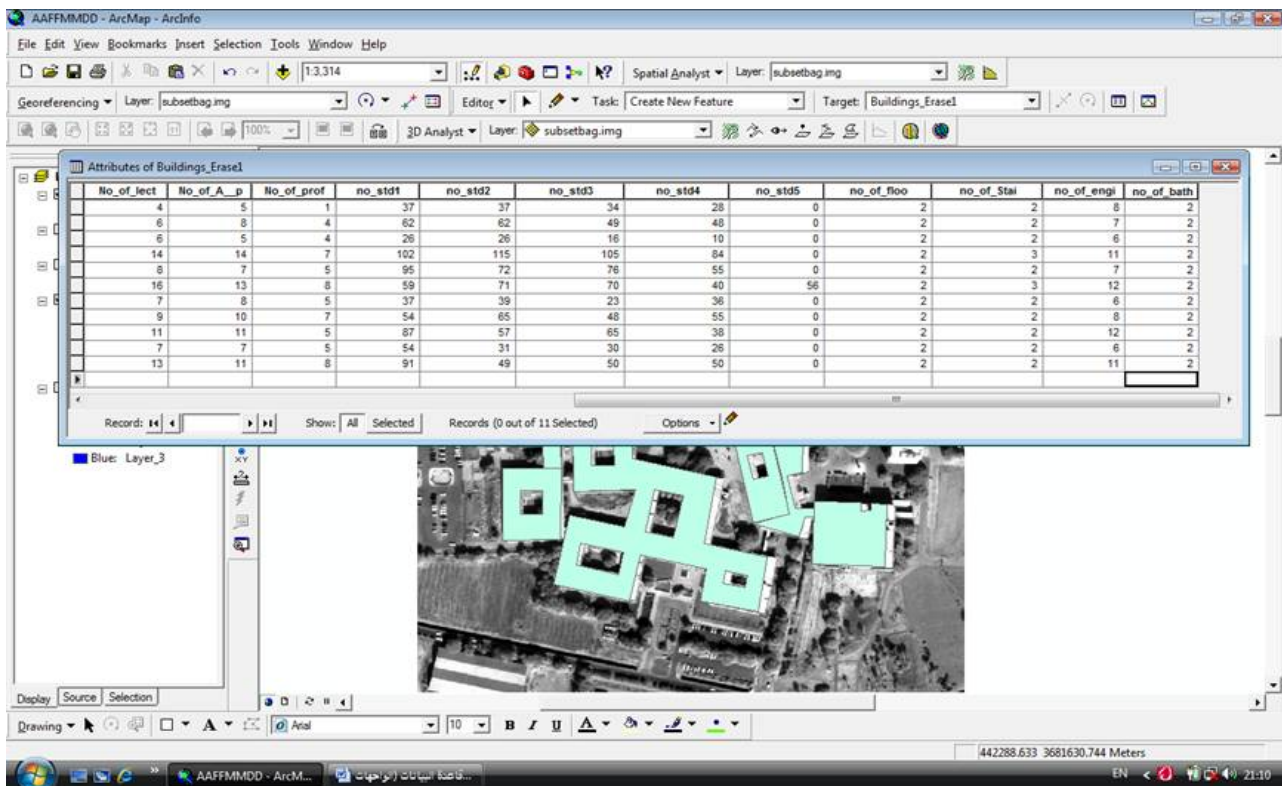 AAFFMMDD - ArcMap - ArcInfo
File Edit View Bookmarks Insert Selection Tools Window Help
1:3,314 Spatial Analyst Layer: subsetbag.img
Georeferencing Layer: subsetbag.img Editor Task: Create New Feature Target: Buildings_Erase1
100% 3D Analyst Layer: subsetbag.img
Attributes of Buildings_Erase1
No_of_lect No_of_A__p No_of_prof no_std1 no_std2 no_std3 no_std4 no_std5 no_of_floo no_of_Stai no_of_engi no_of_bath
4 5 1 37 37 34 28 0 2 2 8 2
6 8 4 62 62 49 48 0 2 2 7 2
6 5 4 26 26 16 10 0 2 2 6 2
14 14 7 102 115 105 84 0 2 3 11 2
8 7 5 95 72 76 55 0 2 2 7 2
16 13 8 59 71 70 40 56 2 3 12 2
7 8 5 37 39 23 36 0 2 2 6 2
9 10 7 54 65 48 55 0 2 2 8 2
11 11 5 87 57 65 38 0 2 2 12 2
7 7 5 54 31 30 26 0 2 2 6 2
13 11 8 91 49 50 50 0 2 2 11 2
Record: Show: All Selected Records (0 out of 11 Selected) Options
Blue: Layer_3
Display Source Selection
Drawing A Arial 10 B I U A
442288.633 3681630.744 Meters
AAFFMMDD - ArcM... قاعدة البيانات (الواجهات... EN 21:10